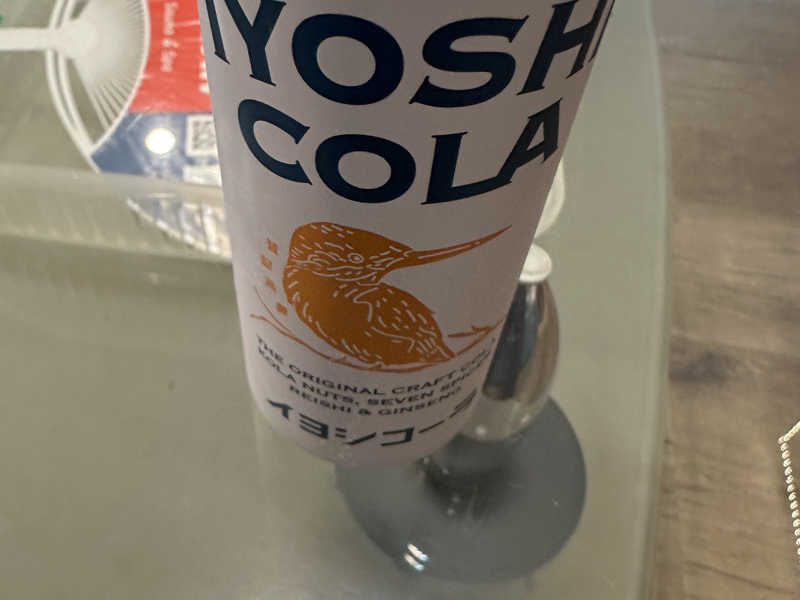 IYOSHI
COLA
THE ORIGINAL CRAFT COLA
KOLA NUTS, SEVEN SPICES
REISHI & GINSENG
イヨシコーラ